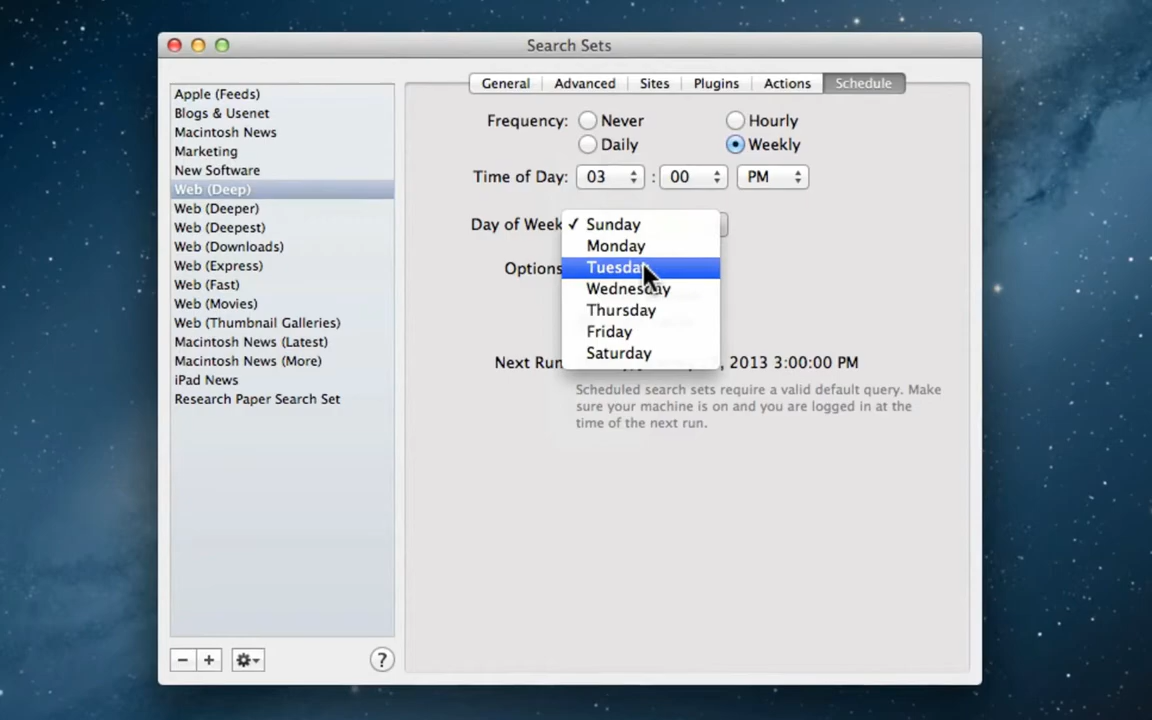 Search Sets
General Advanced Sites Plugins Actions Schedule
Apple (Feeds)
Blogs & Usenet
Macintosh News
Marketing
New Software
Web (Deep)
Web (Deeper)
Web (Deepest)
Web (Downloads)
Web (Express)
Web (Fast)
Web (Movies)
Web (Thumbnail Galleries)
Macintosh News (Latest)
Macintosh News (More)
iPad News
Research Paper Search Set
Frequency: Never Hourly
Daily Weekly
Time of Day: 03 : 00 PM
Day of Week ✓ Sunday
Monday
Options Tuesday
Wednesday
Thursday
Friday
Saturday
Next Run , 2013 3:00:00 PM
Scheduled search sets require a valid default query. Make
sure your machine is on and you are logged in at the
time of the next run.
?